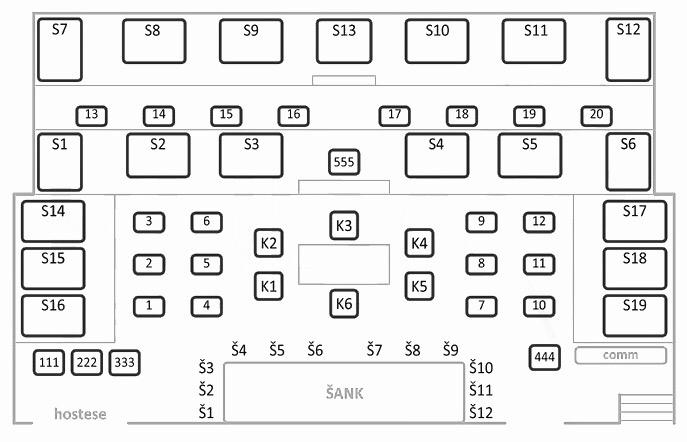 S7 S8 S9 S13 S10 S11 S12
13 14 15 16 17 18 19 20
S1 S2 S3 555 S4 S5 S6
S14 3 6 K2 K3 K4 9 12 S17
S15 2 5 8 11 S18
S16 1 4 K1 K6 K5 7 10 S19
111 222 333 Š4 Š5 Š6 Š7 Š8 Š9 444 comm
Š3 Š10
Š2 ŠANK Š11
hostese Š1 Š12